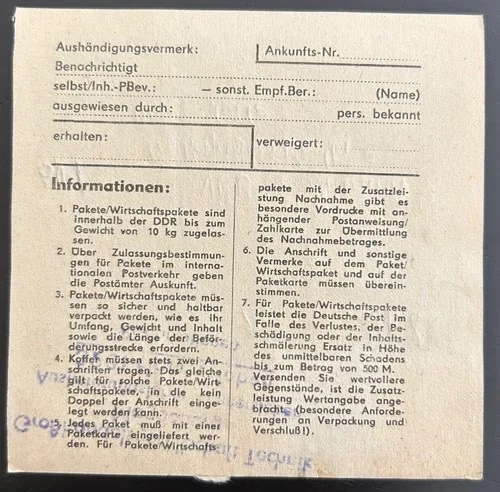 Aushändigungsvermerk:
Ankunfts-Nr.
Benachrichtigt
selbst/Inh.-PBev.: — sonst. Empf.Ber.: (Name)
ausgewiesen durch: pers. bekannt
erhalten:
verweigert:
Informationen:
1. Pakete/Wirtschaftspakete sind
innerhalb der DDR bis zum
Gewicht von 10 kg zugelas-
sen.
2. Über Zulassungsbestimmun-
gen für Pakete im interna-
tionalen Postverkehr geben
die Postämter Auskunft.
3. Pakete/Wirtschaftspakete müs-
sen so sicher und haltbar
verpackt werden, wie es ihr
Umfang, Gewicht und Inhalt
sowie die Länge der Beför-
derungsstrecke erfordern.
4. Koffer müssen stets zwei An-
schriften tragen. Das gleiche
gilt für solche Pakete/Wirt-
schaftspakete, in die kein
Doppel der Anschrift einge-
legt werden kann.
5. Jedes Paket muß mit einer
Paketkarte eingeliefert wer-
den. Für Pakete/Wirtschafts-
pakete mit der Zusatzlei-
stung Nachnahme gibt es
besondere Vordrucke mit an-
hängender Postanweisung/
Zahlkarte zur Übermittlung
des Nachnahmebetrages.
6. Die Anschrift und sonstige
Vermerke auf dem Paket/
Wirtschaftspaket und auf der
Paketkarte müssen überein-
stimmen.
7. Für Pakete/Wirtschaftspakete
leistet die Deutsche Post im
Falle des Verlustes, der Be-
schädigung oder der Inhalts-
schmälerung Ersatz in Höhe
des unmittelbaren Schadens
bis zum Betrag von 500 M.
Versenden Sie wertvollere
Gegenstände, ist die Zusatz-
leistung Wertangabe ange-
bracht (besondere Anforde-
rungen an Verpackung und
Verschluß!).
Technik